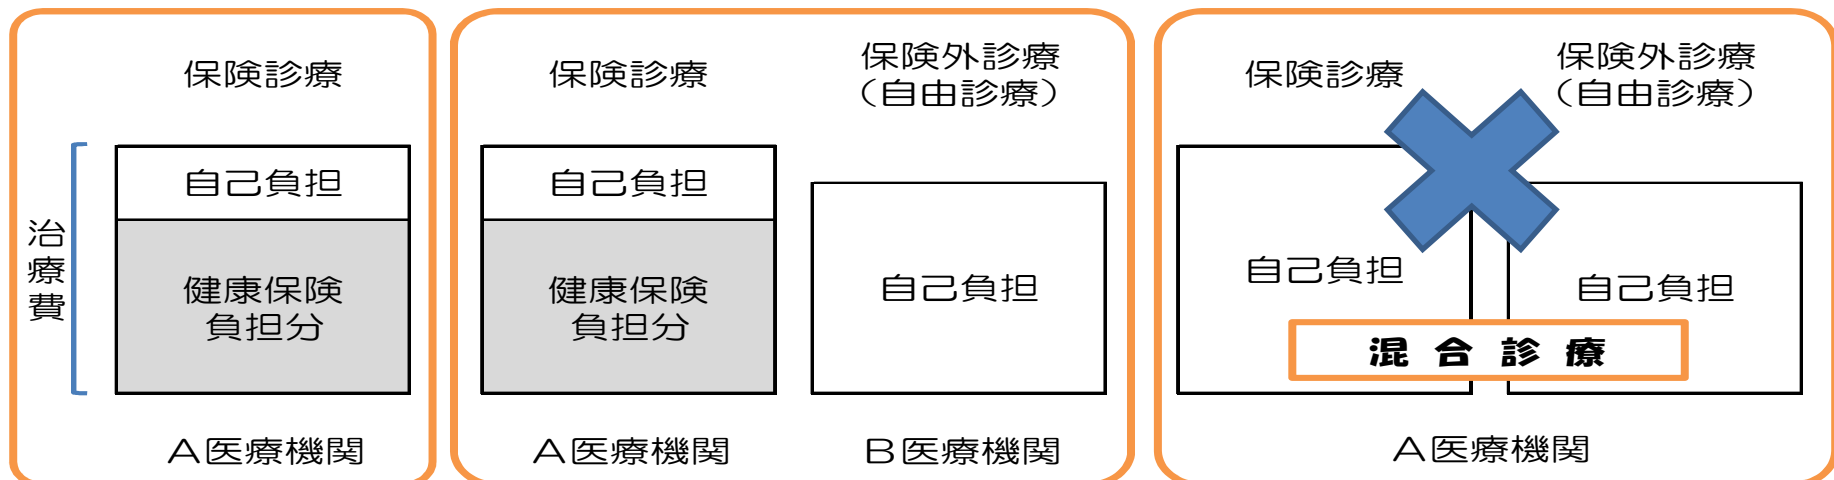 保険診療
治療費
自己負担
健康保険
負担分
A医療機関
保険診療
保険外診療
(自由診療)
自己負担
健康保険
負担分
自己負担
A医療機関
B医療機関
保険診療
保険外診療
(自由診療)
自己負担
自己負担
混合診療
A医療機関